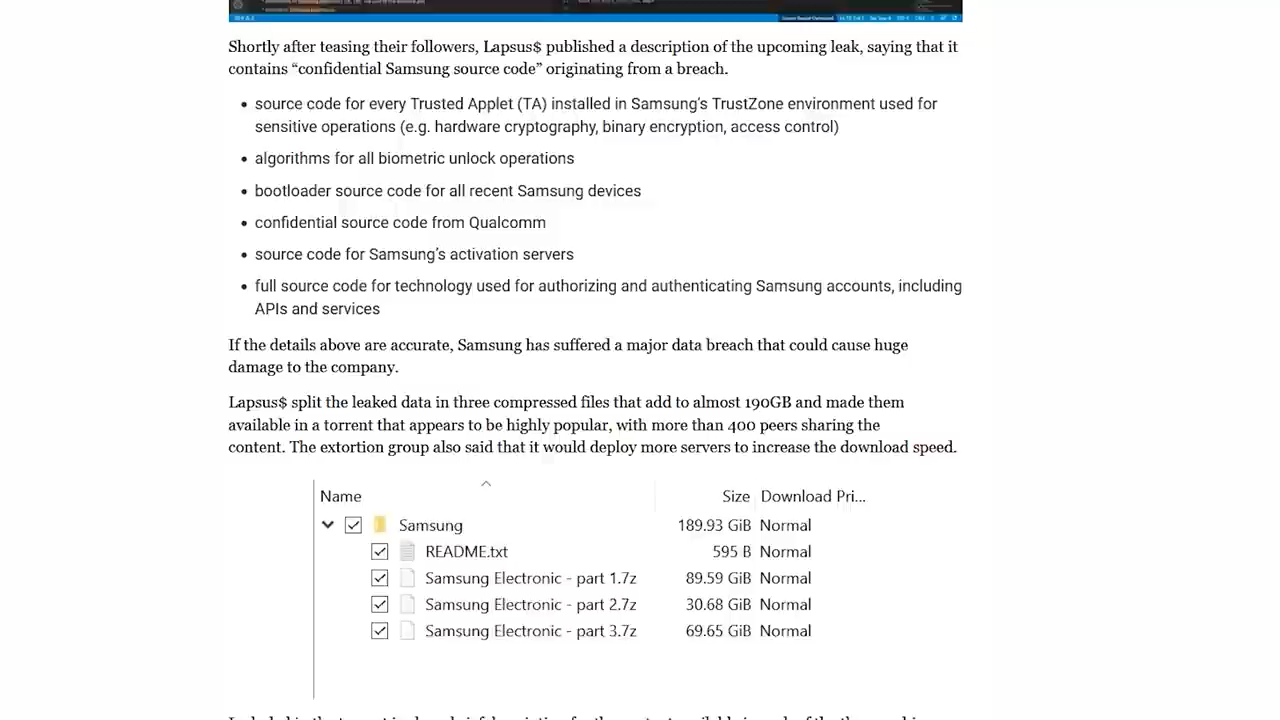 Shortly after teasing their followers, Lapsus$ published a description of the upcoming leak, saying that it
contains “confidential Samsung source code” originating from a breach.
• source code for every Trusted Applet (TA) installed in Samsung’s TrustZone environment used for
sensitive operations (e.g. hardware cryptography, binary encryption, access control)
• algorithms for all biometric unlock operations
• bootloader source code for all recent Samsung devices
• confidential source code from Qualcomm
• source code for Samsung’s activation servers
• full source code for technology used for authorizing and authenticating Samsung accounts, including
APIs and services
If the details above are accurate, Samsung has suffered a major data breach that could cause huge
damage to the company.
Lapsus$ split the leaked data in three compressed files that add to almost 190GB and made them
available in a torrent that appears to be highly popular, with more than 400 peers sharing the
content. The extortion group also said that it would deploy more servers to increase the download speed.
Name Size Download Pri...
Samsung 189.93 GiB Normal
README.txt 595 B Normal
Samsung Electronic - part 1.7z 89.59 GiB Normal
Samsung Electronic - part 2.7z 30.68 GiB Normal
Samsung Electronic - part 3.7z 69.65 GiB Normal